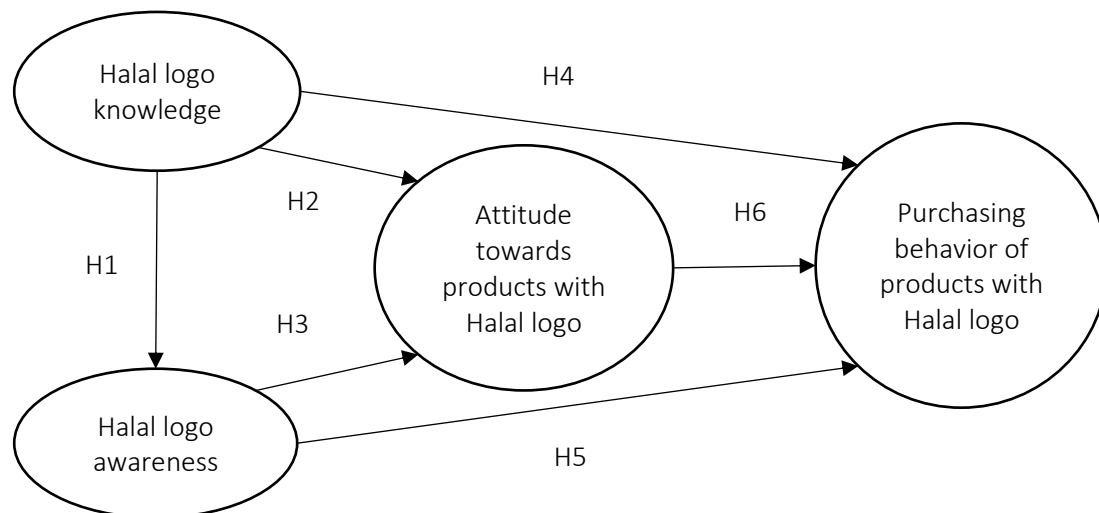 Halal logo
knowledge
H4
H2
Attitude
towards
products with
Halal logo
H6
Purchasing
behavior of
products with
Halal logo
H1
H3
Halal logo
awareness
H5